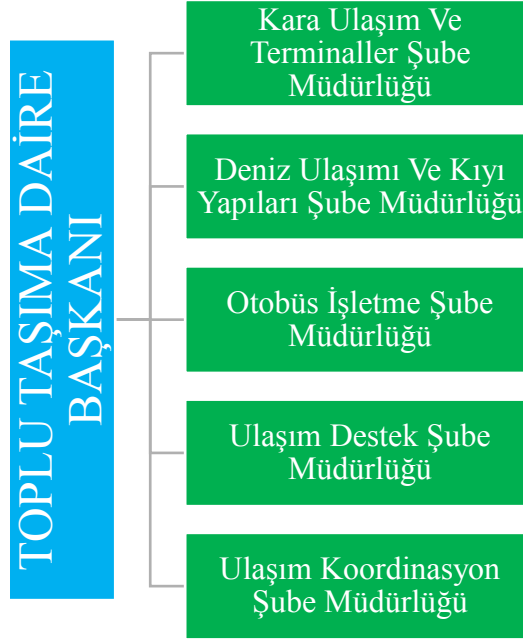 TOPLU TAŞIMA DAİRE
BAŞKANI
Kara Ulaşım Ve
Terminaller Şube
Müdürlüğü
Deniz Ulaşımı Ve Kıyı
Yapıları Şube Müdürlüğü
Otobüs İşletme Şube
Müdürlüğü
Ulaşım Destek Şube
Müdürlüğü
Ulaşım Koordinasyon
Şube Müdürlüğü